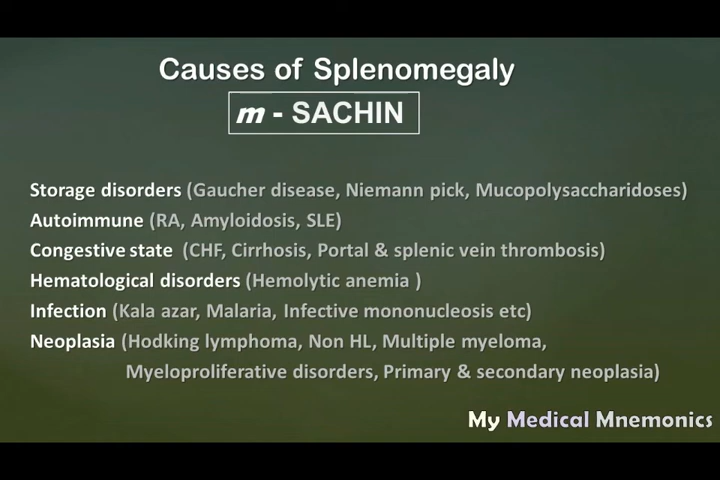 Causes of Splenomegaly
m - SACHIN
Storage disorders (Gaucher disease, Niemann pick, Mucopolysaccharidoses)
Autoimmune (RA, Amyloidosis, SLE)
Congestive state (CHF, Cirrhosis, Portal & splenic vein thrombosis)
Hematological disorders (Hemolytic anemia )
Infection (Kala azar, Malaria, Infective mononucleosis etc)
Neoplasia (Hodking lymphoma, Non HL, Multiple myeloma,
Myeloproliferative disorders, Primary & secondary neoplasia)
My Medical Mnemonics